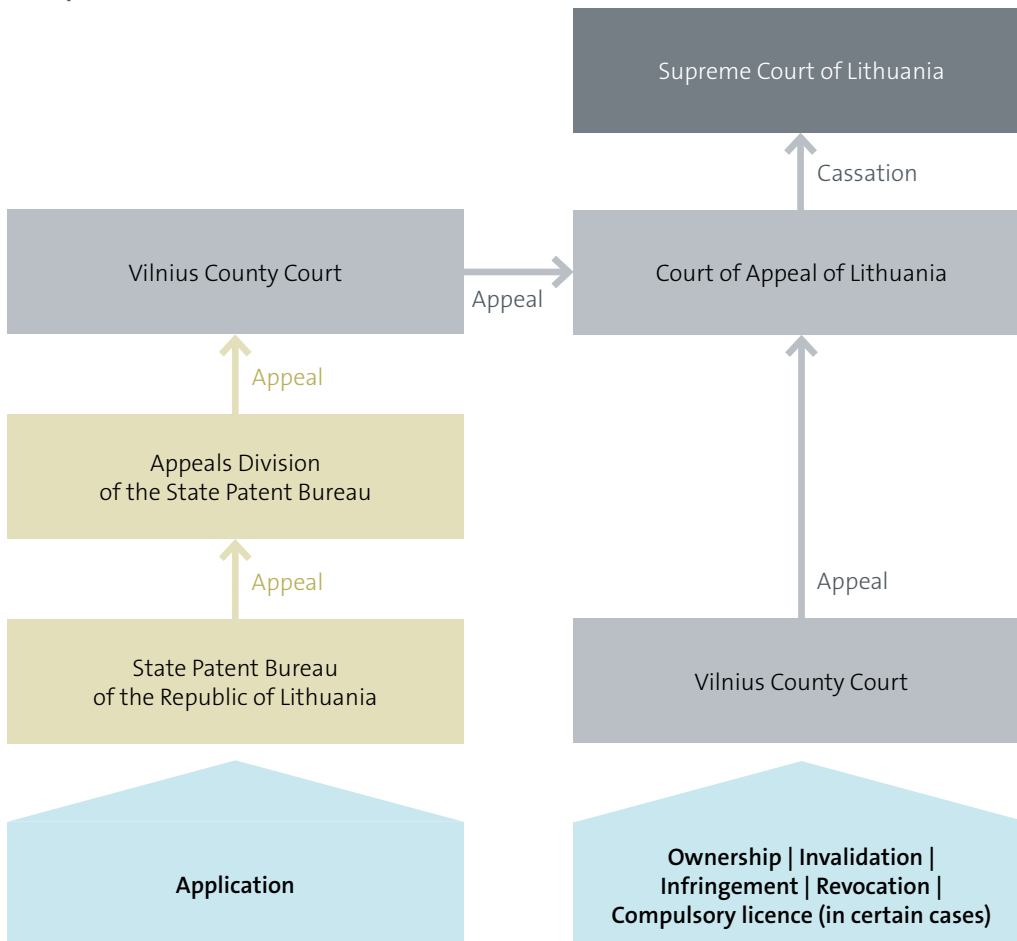 Supreme Court of Lithuania
Cassation
Vilnius County Court
Appeal
Court of Appeal of Lithuania
Appeal
Appeals Division
of the State Patent Bureau
Appeal
State Patent Bureau
of the Republic of Lithuania
Appeal
Vilnius County Court
Application
Ownership | Invalidation |
Infringement | Revocation |
Compulsory licence (in certain cases)